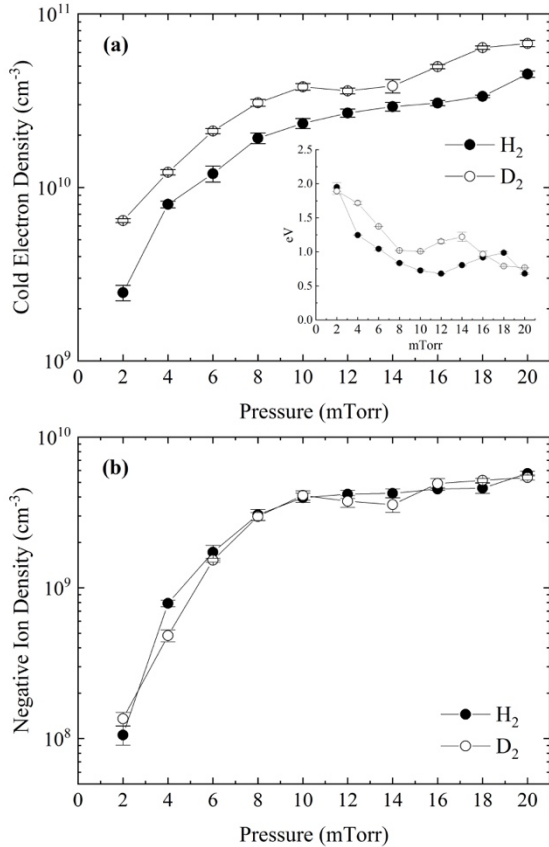 10^11
(a)
Cold Electron Density (cm^-3)
10^10
H2
D2
2.5
2.0
1.5
eV
1.0
0.5
0.0
0 2 4 6 8 10 12 14 16 18 20
mTorr
10^9
0 2 4 6 8 10 12 14 16 18 20
Pressure (mTorr)
10^10
(b)
Negative Ion Density (cm^-3)
10^9
H2
D2
10^8
0 2 4 6 8 10 12 14 16 18 20
Pressure (mTorr)